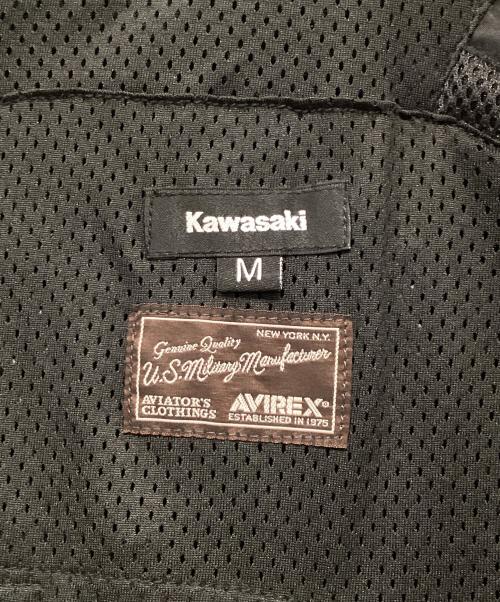 Kawasaki
M
NEW YORK N.Y.
Genuine Quality
U.S. Military Manufacturer
AVIATOR'S
CLOTHINGS
AVIREX®
ESTABLISHED IN 1975